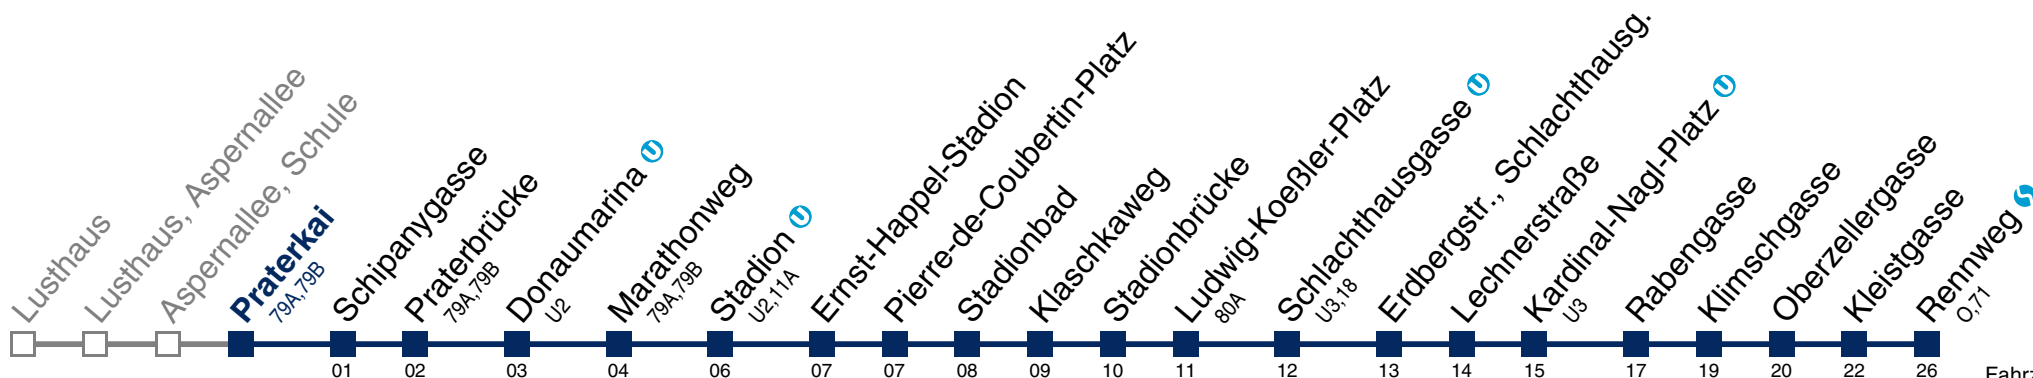 Lusthaus
Lusthaus, Aspernallee
Aspernallee, Schule
Praterkai
79A,79B
Schipanygasse
Praterbrücke
79A,79B
Donaumarina
U2
Marathonweg
79A,79B
Stadion
U2,11A
Ernst-Happel-Stadion
Pierre-de-Coubertin-Platz
Stadionbad
Klaschkaweg
Stadionbrücke
Ludwig-Koeßler-Platz
80A
Schlachthausgasse
U3,18
Erdbergstr., Schlachthausg.
Lechnerstraße
Kardinal-Nagl-Platz
U3
Rabengasse
Klimschgasse
Oberzellergasse
Kleistgasse
Rennweg
O,71
01 02 03 04 06 07 07 08 09 10 11 12 13 14 15 17 19 20 22 26
Fahrz